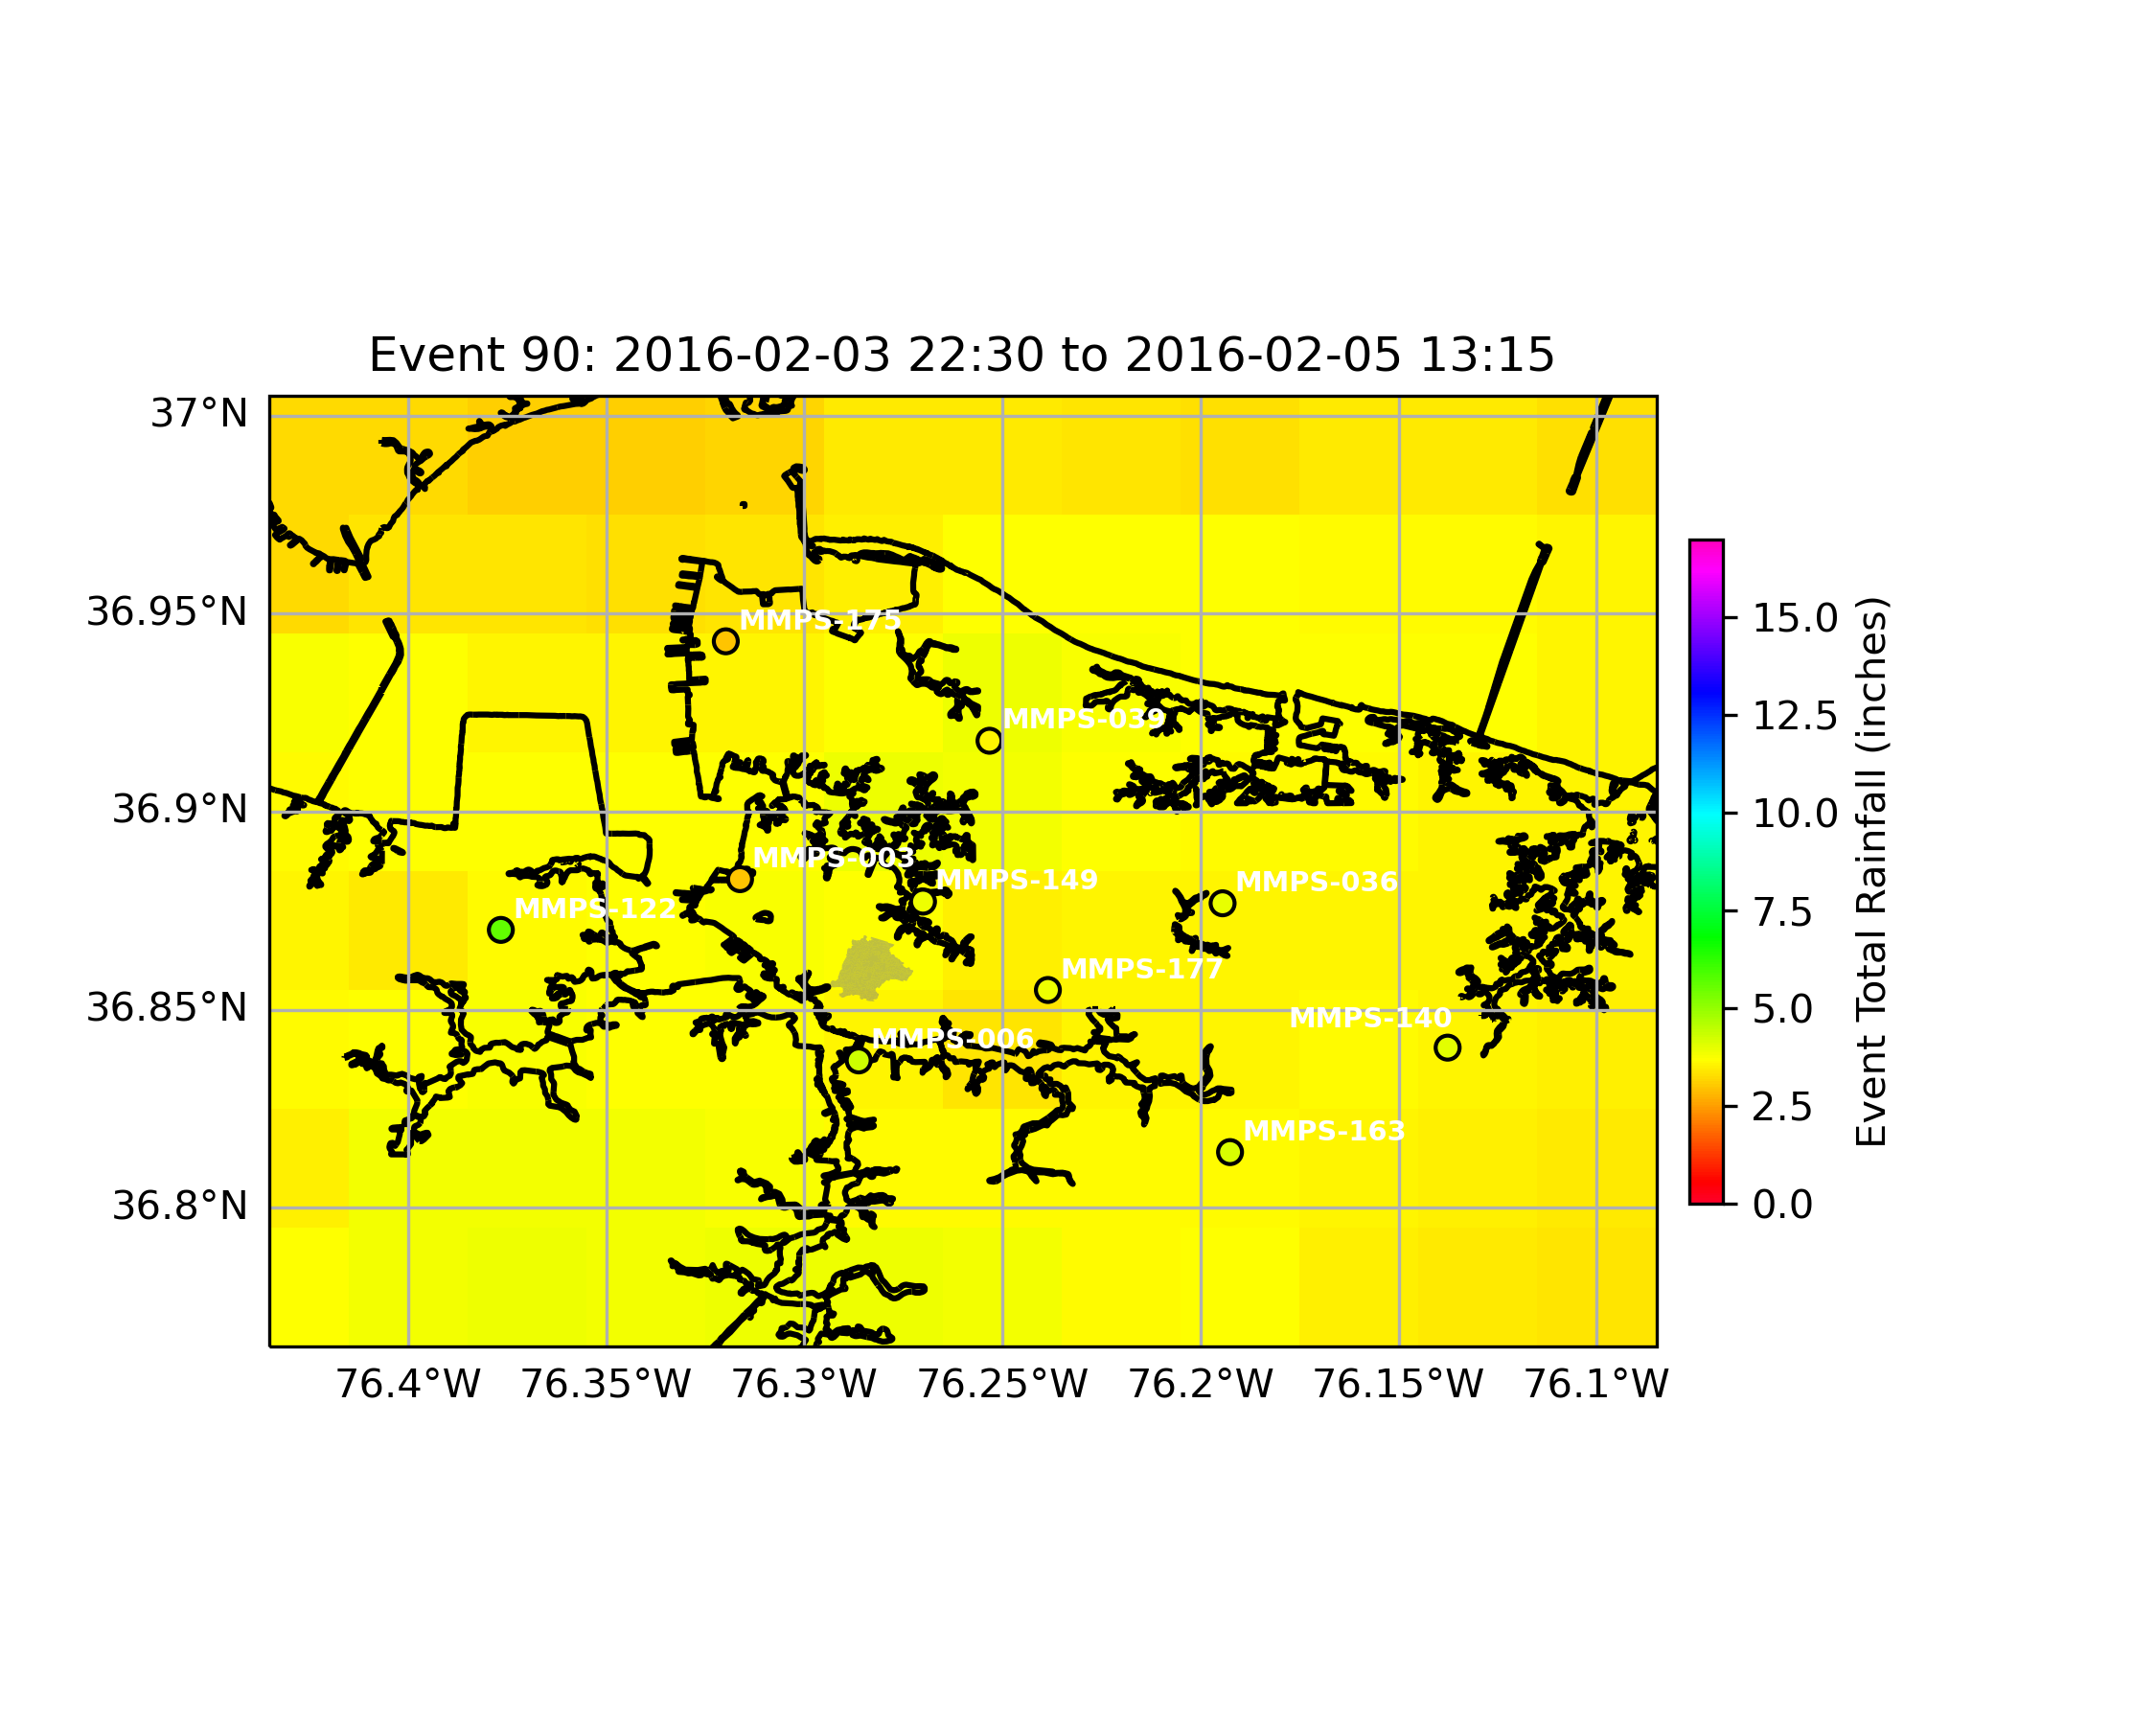 Event 90: 2016-02-03 22:30 to 2016-02-05 13:15
37°N
36.95°N
36.9°N
36.85°N
36.8°N
76.4°W 76.35°W 76.3°W 76.25°W 76.2°W 76.15°W 76.1°W
MMPS-175
MMPS-039
MMPS-003
MMPS-149
MMPS-036
MMPS-122
MMPS-177
MMPS-140
MMPS-006
MMPS-163
15.0
12.5
10.0
7.5
5.0
2.5
0.0
Event Total Rainfall (inches)